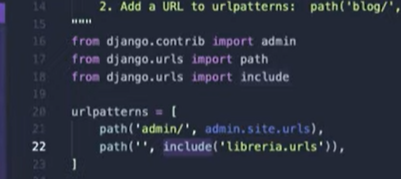 14 2. Add a URL to urlpatterns: path('blog/',
15 """
16 from django.contrib import admin
17 from django.urls import path
18 from django.urls import include
19
20 urlpatterns = [
21 path('admin/', admin.site.urls),
22 path('', include('libreria.urls')),
23 ]